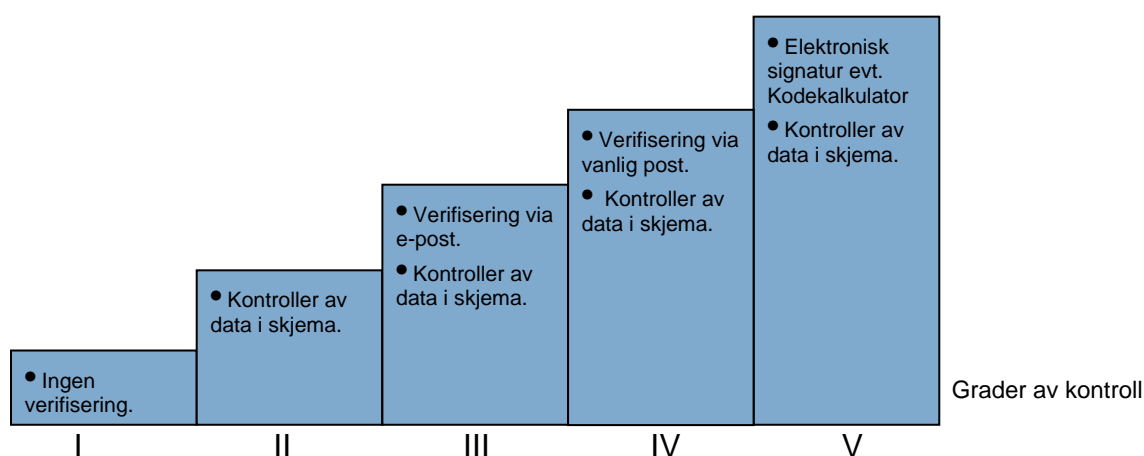 ● Ingen
verifisering.
● Kontroller av
data i skjema.
● Verifisering via
e-post.
● Kontroller av
data i skjema.
● Verifisering via
vanlig post.
● Kontroller av
data i skjema.
● Elektronisk
signatur evt.
Kodekalkulator
● Kontroller av
data i skjema.
Grader av kontroll
I
II
III
IV
V